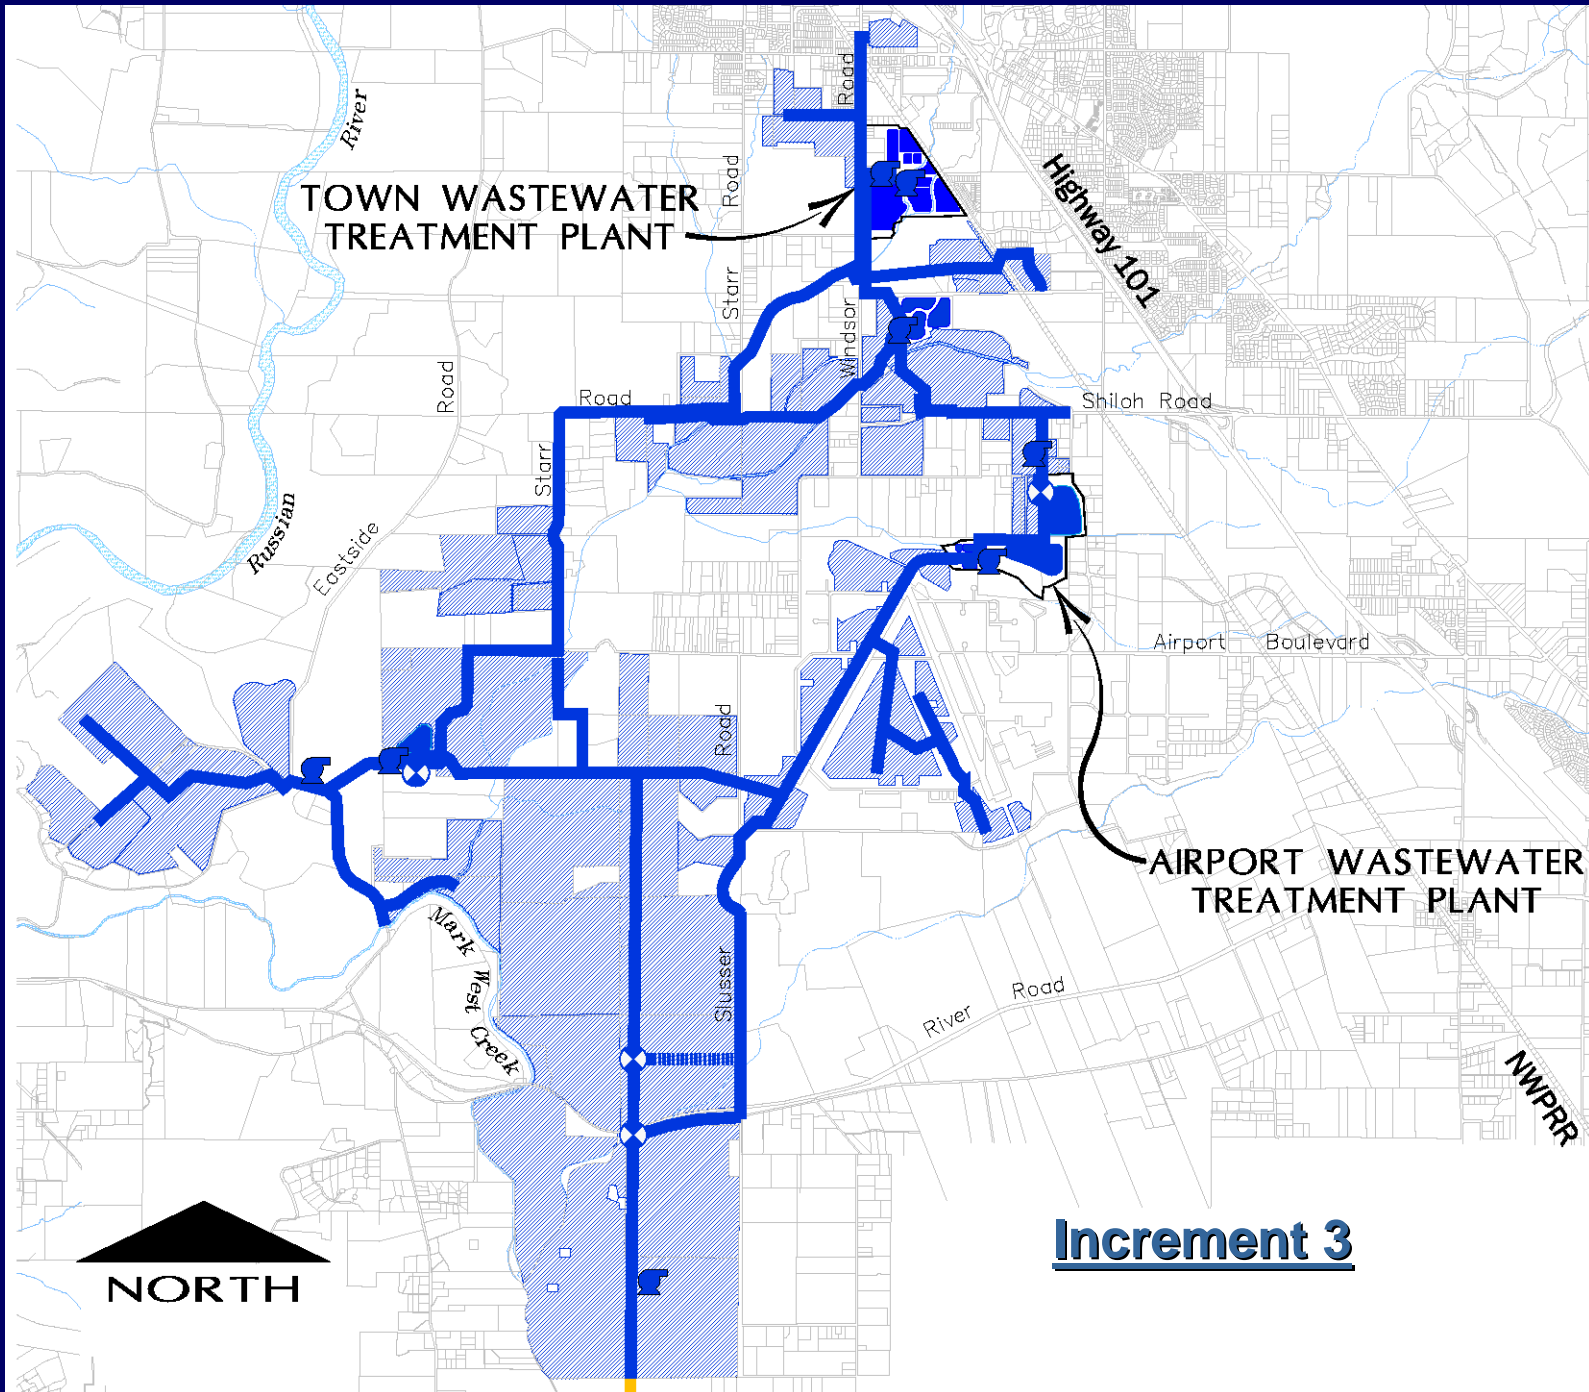 Road
River
TOWN WASTEWATER
TREATMENT PLANT
Road
Highway 101
Starr
Windsor
Road
Road
Shiloh Road
Starr
Russian
Eastside
Airport Boulevard
Road
AIRPORT WASTEWATER
TREATMENT PLANT
Mark West Creek
Slusser
River Road
NWPRR
Increment 3
NORTH